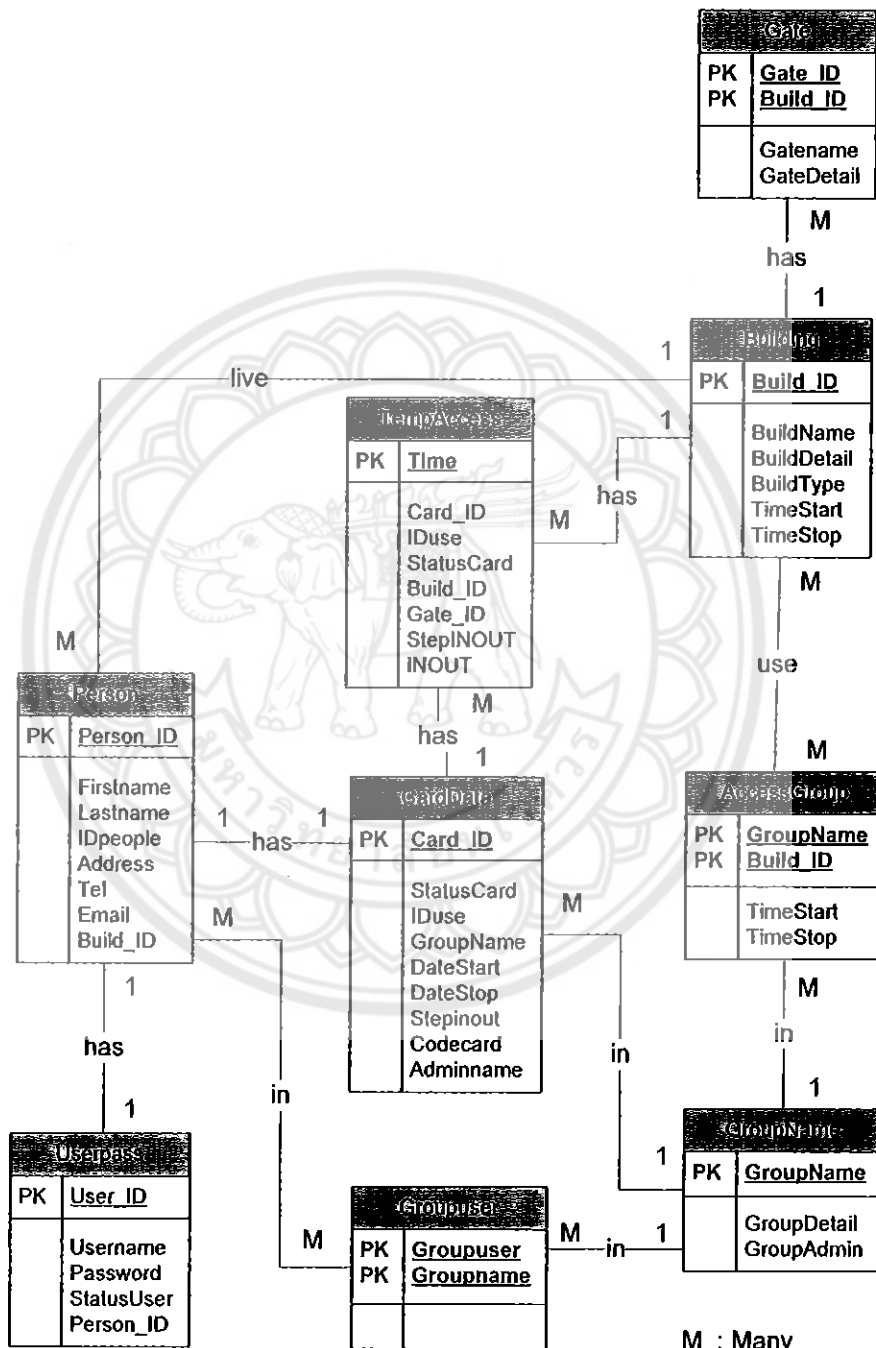 Gate
PK Gate_ID
PK Build_ID
Gatename
GateDetail
M
has
1
Building
PK Build_ID
BuildName
BuildDetail
BuildType
TimeStart
TimeStop
1
live
M
1
has
M
TempAccess
PK Time
Card_ID
IDuse
StatusCard
Build_ID
Gate_ID
StepINOUT
INOUT
M
has
1
M
use
M
Person
PK Person_ID
Firstname
Lastname
IDpeople
Address
Tel
Email
Build_ID
1
has
1
CardData
PK Card_ID
StatusCard
IDuse
GroupName
DateStart
DateStop
Stepinout
Codecard
Adminname
AccessGroup
PK GroupName
PK Build_ID
TimeStart
TimeStop
M
in
1
M
in
1
M
in
M
1
has
1
Userpass
PK User_ID
Username
Password
StatusUser
Person_ID
Groupuser
PK Groupuser
PK Groupname
M
in
1
GroupName
PK GroupName
GroupDetail
GroupAdmin
M : Many